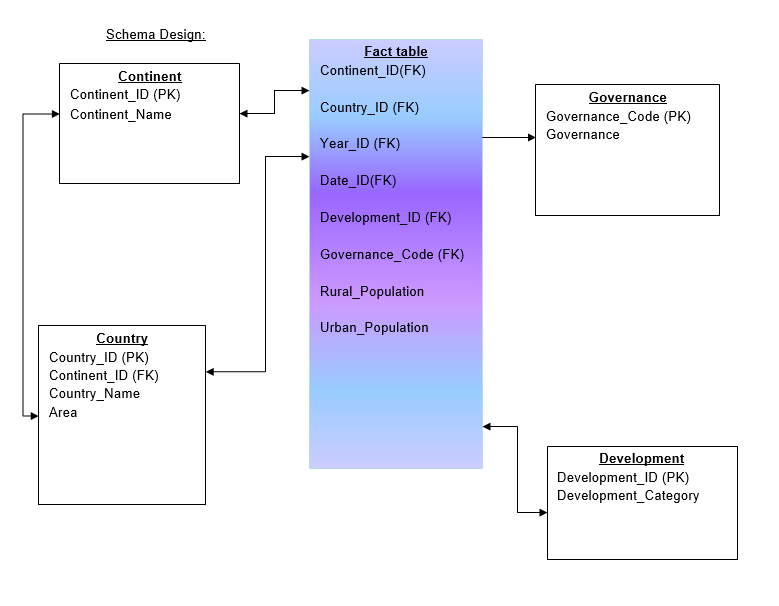 Schema Design:
Continent
Continent_ID (PK)
Continent_Name
Country
Country_ID (PK)
Continent_ID (FK)
Country_Name
Area
Fact table
Continent_ID(FK)
Country_ID (FK)
Year_ID (FK)
Date_ID(FK)
Development_ID (FK)
Governance_Code (FK)
Rural_Population
Urban_Population
Governance
Governance_Code (PK)
Governance
Development
Development_ID (PK)
Development_Category